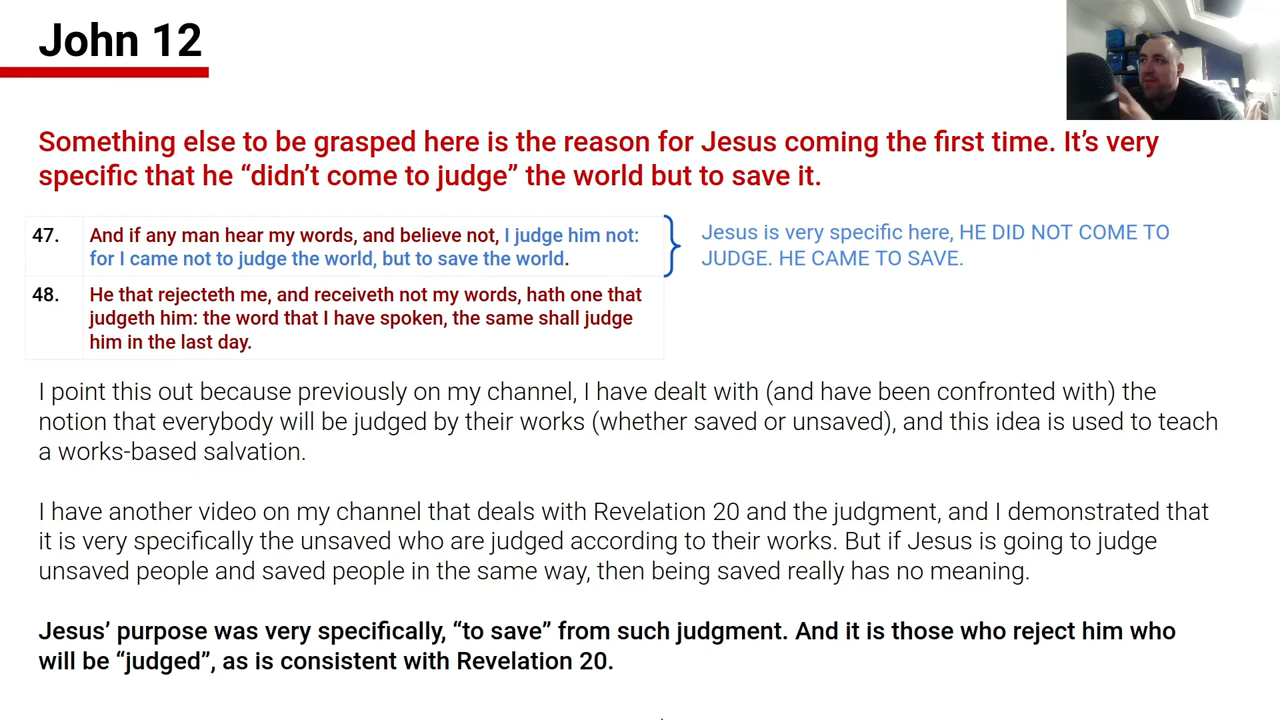 John 12
Something else to be grasped here is the reason for Jesus coming the first time. It’s very
specific that he “didn’t come to judge” the world but to save it.
47. And if any man hear my words, and believe not, I judge him not:
for I came not to judge the world, but to save the world.
Jesus is very specific here, HE DID NOT COME TO
JUDGE. HE CAME TO SAVE.
48. He that rejecteth me, and receiveth not my words, hath one that
judgeth him: the word that I have spoken, the same shall judge
him in the last day.
I point this out because previously on my channel, I have dealt with (and have been confronted with) the
notion that everybody will be judged by their works (whether saved or unsaved), and this idea is used to teach
a works-based salvation.
I have another video on my channel that deals with Revelation 20 and the judgment, and I demonstrated that
it is very specifically the unsaved who are judged according to their works. But if Jesus is going to judge
unsaved people and saved people in the same way, then being saved really has no meaning.
Jesus’ purpose was very specifically, “to save” from such judgment. And it is those who reject him who
will be “judged”, as is consistent with Revelation 20.